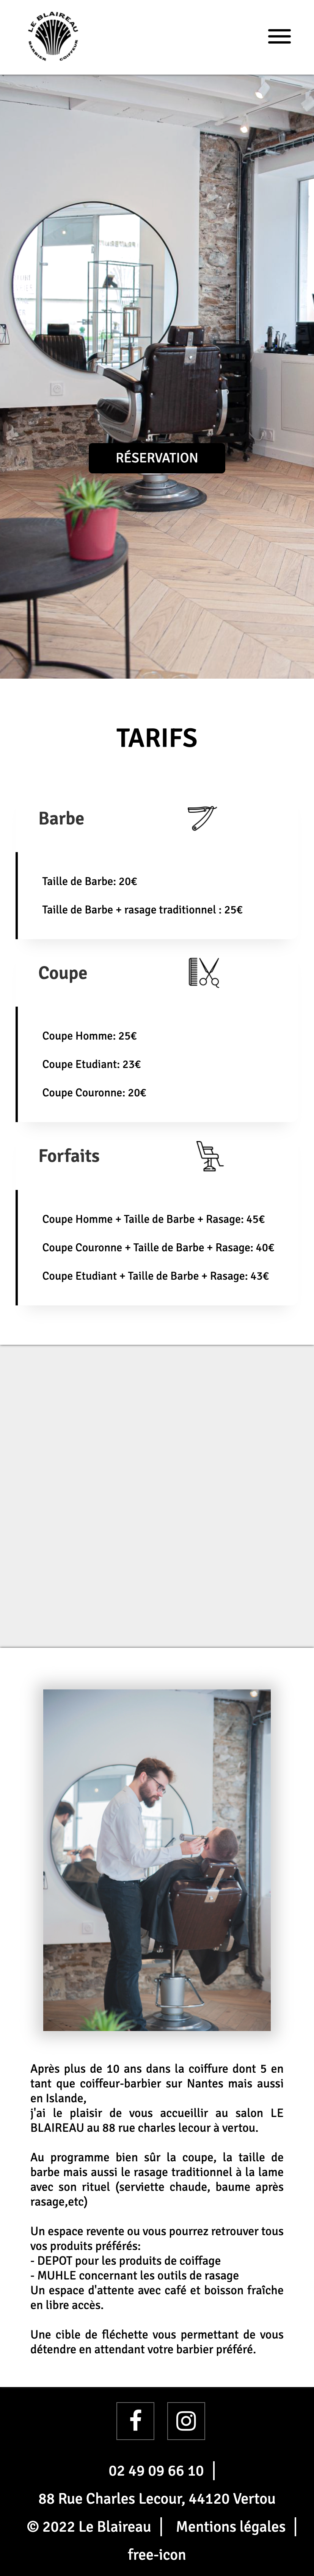 LE BLAIREAU
BARBIER COIFFEUR
RÉSERVATION
TARIFS
Barbe
Taille de Barbe: 20€
Taille de Barbe + rasage traditionnel : 25€
Coupe
Coupe Homme: 25€
Coupe Etudiant: 23€
Coupe Couronne: 20€
Forfaits
Coupe Homme + Taille de Barbe + Rasage: 45€
Coupe Couronne + Taille de Barbe + Rasage: 40€
Coupe Etudiant + Taille de Barbe + Rasage: 43€
Après plus de 10 ans dans la coiffure dont 5 en
tant que coiffeur-barbier sur Nantes mais aussi
en Islande,
j'ai le plaisir de vous accueillir au salon LE
BLAIREAU au 88 rue charles lecour à vertou.
Au programme bien sûr la coupe, la taille de
barbe mais aussi le rasage traditionnel à la lame
avec son rituel (serviette chaude, baume après
rasage,etc)
Un espace revente ou vous pourrez retrouver tous
vos produits préférés:
- DEPOT pour les produits de coiffage
- MUHLE concernant les outils de rasage
Un espace d'attente avec café et boisson fraîche
en libre accès.
Une cible de fléchette vous permettant de vous
détendre en attendant votre barbier préféré.
02 49 09 66 10 |
88 Rue Charles Lecour, 44120 Vertou
© 2022 Le Blaireau | Mentions légales |
free-icon